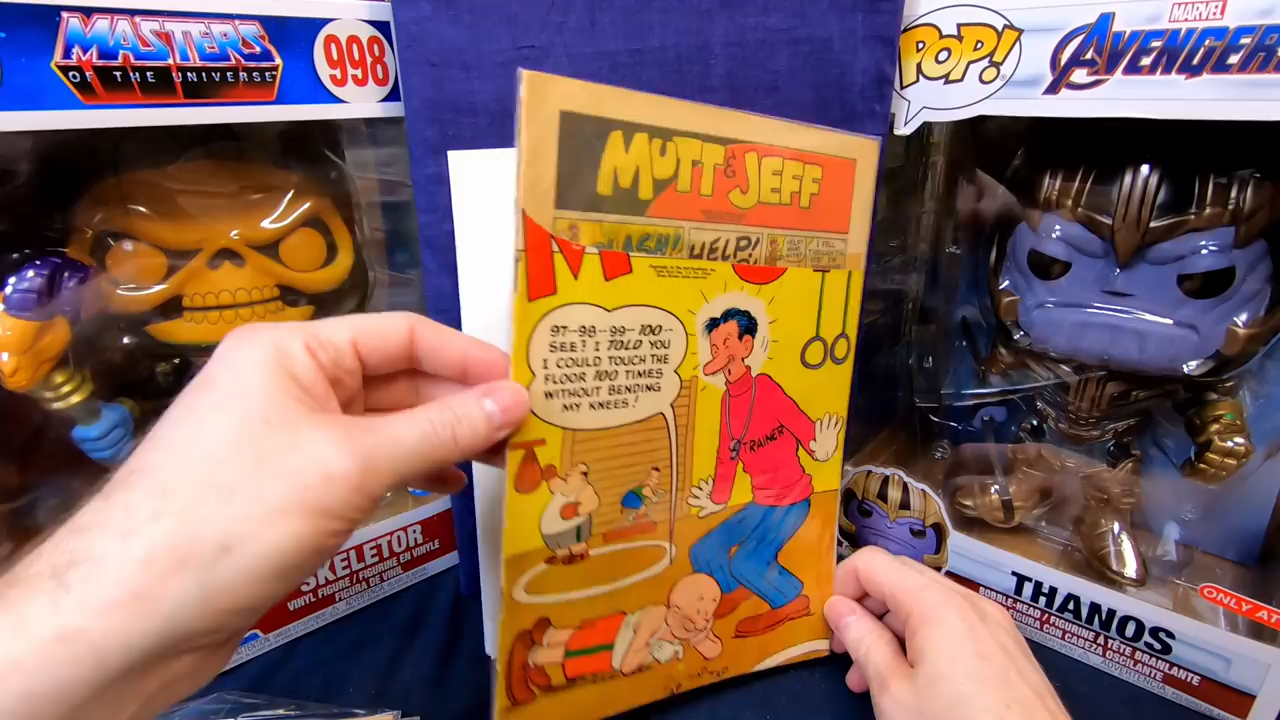 MASTERS
OF THE UNIVERSE
998
SKELETOR
VINYL FIGURE / FIGURINE EN VINYLE
FIGURA DE VINIL
MUTT & JEFF
HELP!
97--98--99--100--
SEE? I TOLD YOU
I COULD TOUCH THE
FLOOR 100 TIMES
WITHOUT BENDING
MY KNEES!
TRAINER
POP!
MARVEL
AVENGERS
THANOS
BOBBLE-HEAD / FIGURINE À TÊTE BRANLANTE
FIGURA CON CABEZA OSCILANTE
ONLY AT